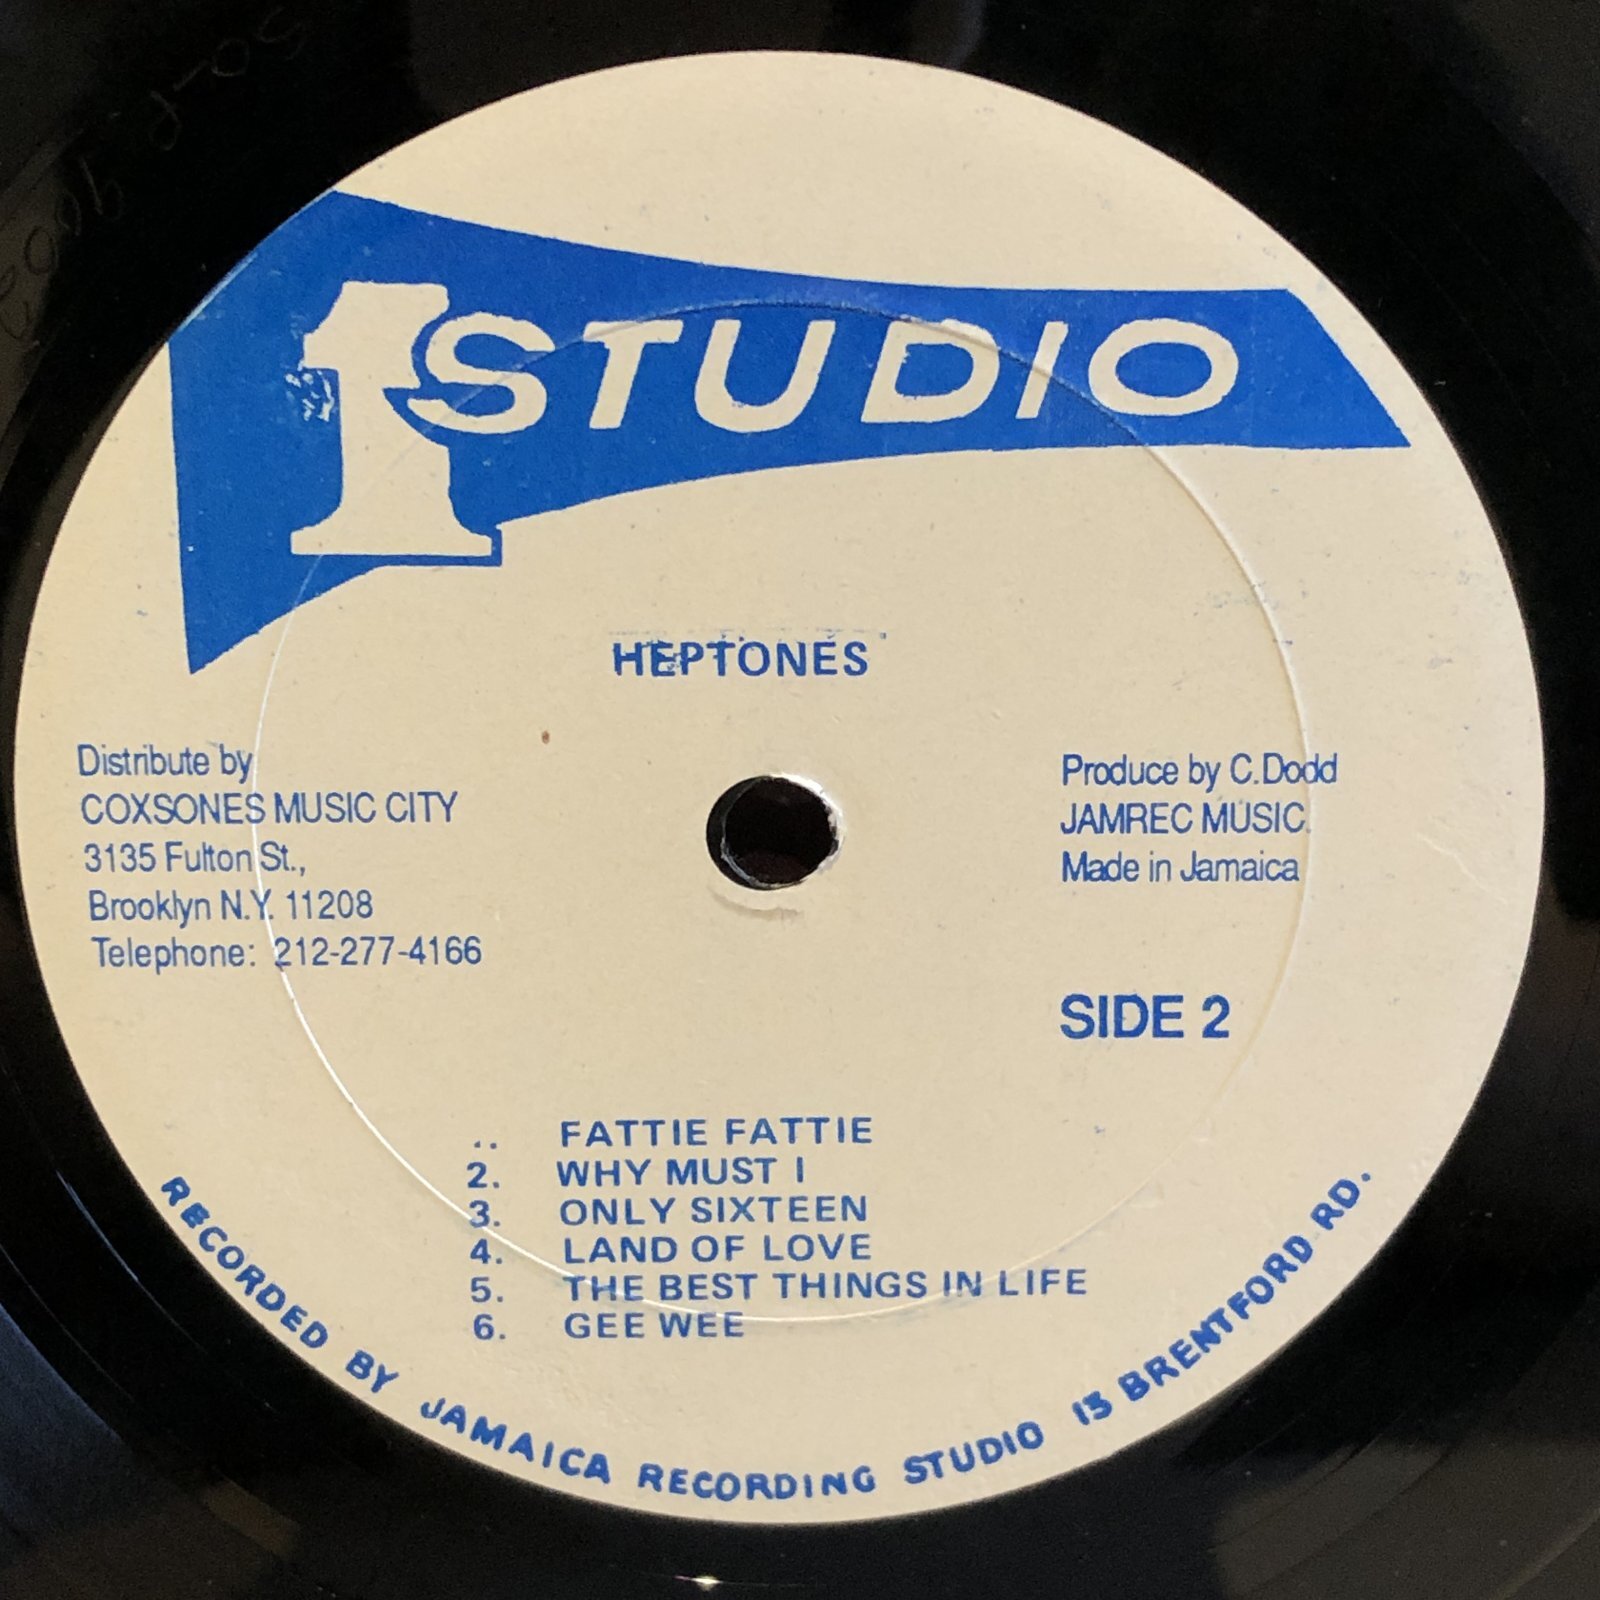 1 STUDIO
HEPTONES
Distribute by
COXSONES MUSIC CITY
3135 Fulton St.,
Brooklyn N.Y. 11208
Telephone: 212-277-4166
Produce by C.Dodd
JAMREC MUSIC.
Made in Jamaica
SIDE 2
.. FATTIE FATTIE
2. WHY MUST I
3. ONLY SIXTEEN
4. LAND OF LOVE
5. THE BEST THINGS IN LIFE
6. GEE WEE
RECORDED BY JAMAICA RECORDING STUDIO 13 BRENTFORD RD.